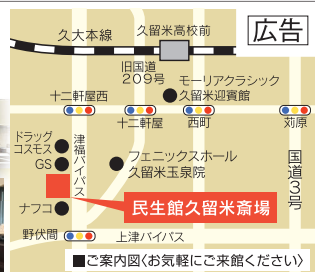 広告
久留米高校前
久大本線
旧国道
209号
モーリアクラシック
久留米迎賓館
十二軒屋西
十二軒屋
西町
苅原
ドラッグ
コスモス
GS
津福バイパス
フェニックスホール
久留米玉泉院
国道3号
民生館久留米斎場
ナフコ
野伏間
上津バイパス
■ご案内図〈お気軽にご来館ください〉